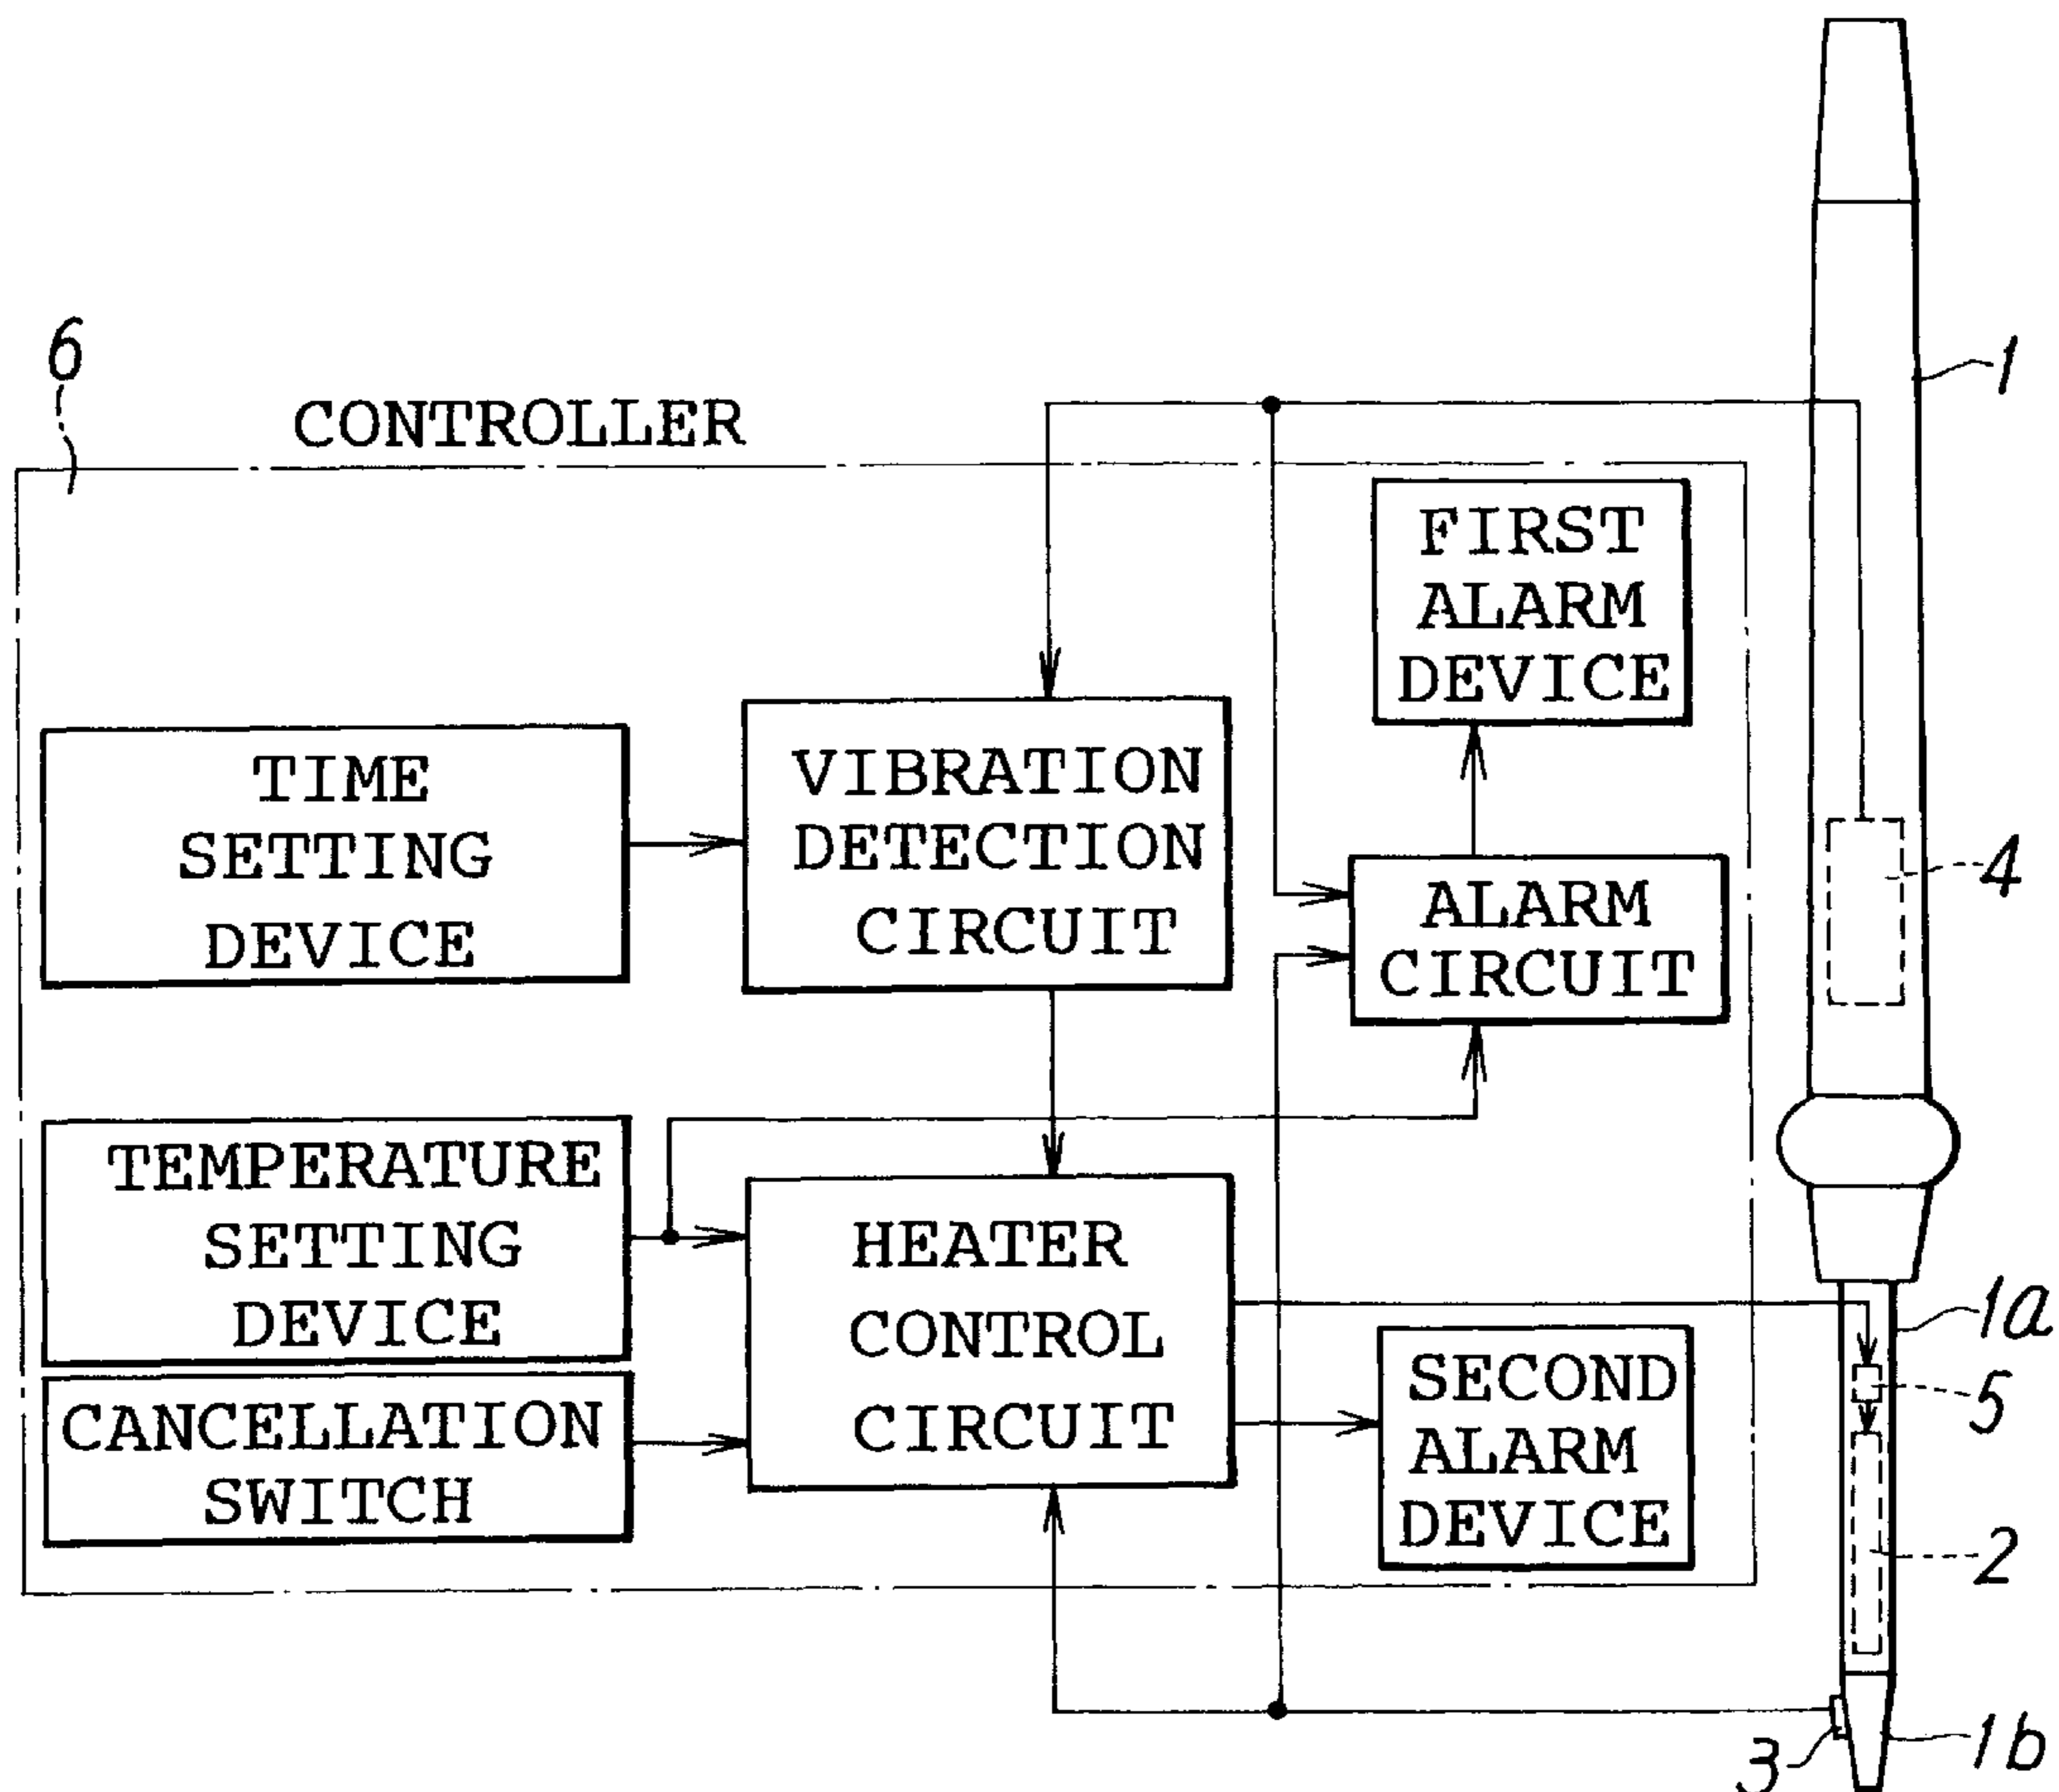 6
CONTROLLER
1
FIRST
ALARM
DEVICE
TIME
SETTING
DEVICE
VIBRATION
DETECTION
CIRCUIT
ALARM
CIRCUIT
4
TEMPERATURE
SETTING
DEVICE
HEATER
CONTROL
CIRCUIT
1a
5
CANCELLATION
SWITCH
SECOND
ALARM
DEVICE
2
3
1b